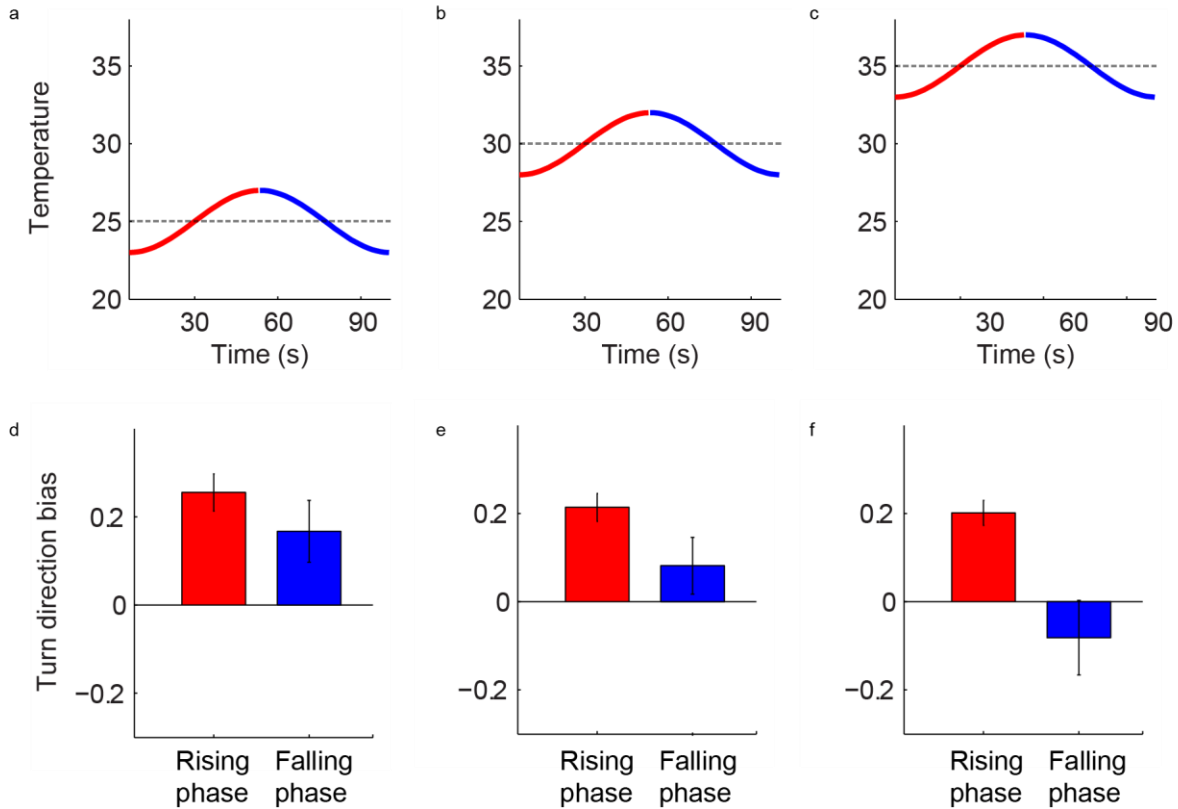 a
b
c
Temperature
35
30
25
20
30
60
90
Time (s)
35
30
25
20
30
60
90
Time (s)
35
30
25
20
30
60
90
Time (s)
d
e
f
Turn direction bias
0.2
0
−0.2
Rising
phase
Falling
phase
0.2
0
−0.2
Rising
phase
Falling
phase
0.2
0
−0.2
Rising
phase
Falling
phase